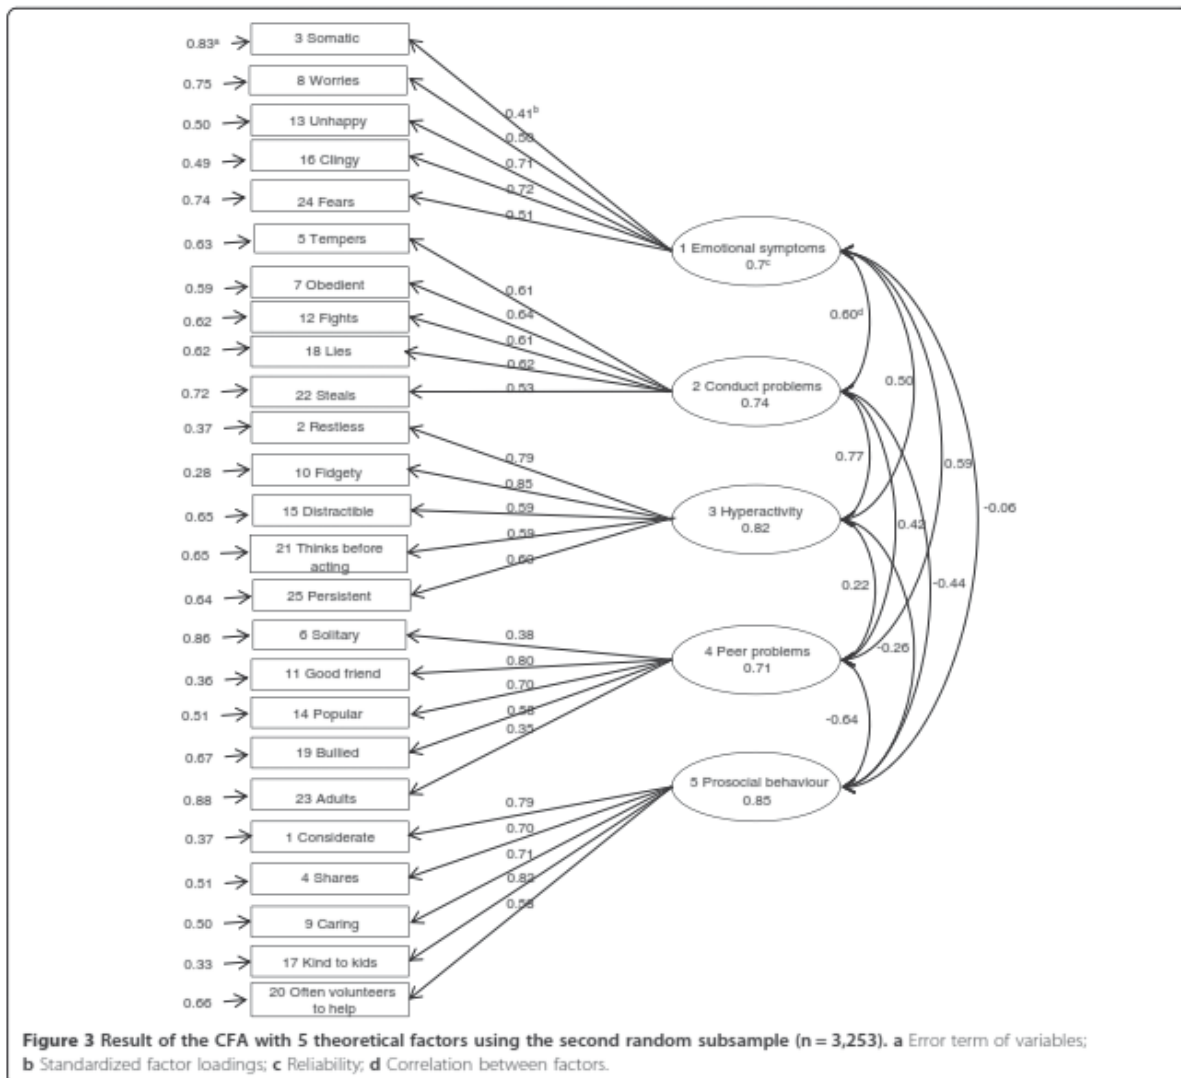 0.83ᵃ 3 Somatic
0.75 8 Worries
0.50 13 Unhappy
0.49 16 Clingy
0.74 24 Fears
0.63 5 Tempers
0.59 7 Obedient
0.62 12 Fights
0.62 18 Lies
0.72 22 Steals
0.37 2 Restless
0.28 10 Fidgety
0.65 15 Distractible
0.65 21 Thinks before
acting
0.64 25 Persistent
0.86 6 Solitary
0.36 11 Good friend
0.51 14 Popular
0.67 19 Bullied
0.88 23 Adults
0.37 1 Considerate
0.51 4 Shares
0.50 9 Caring
0.33 17 Kind to kids
0.66 20 Often volunteers
to help
0.41ᵇ
0.50
0.71
0.72
0.51
0.61
0.64
0.61
0.62
0.53
0.79
0.85
0.59
0.59
0.60
0.38
0.80
0.70
0.58
0.35
0.79
0.70
0.71
0.82
0.58
1 Emotional symptoms
0.7ᶜ
2 Conduct problems
0.74
3 Hyperactivity
0.82
4 Peer problems
0.71
5 Prosocial behaviour
0.85
0.60ᵈ
0.50
0.77
0.59
-0.06
0.42
0.22
-0.44
-0.26
-0.64
Figure 3 Result of the CFA with 5 theoretical factors using the second random subsample (n = 3,253). a Error term of variables;
b Standardized factor loadings; c Reliability; d Correlation between factors.